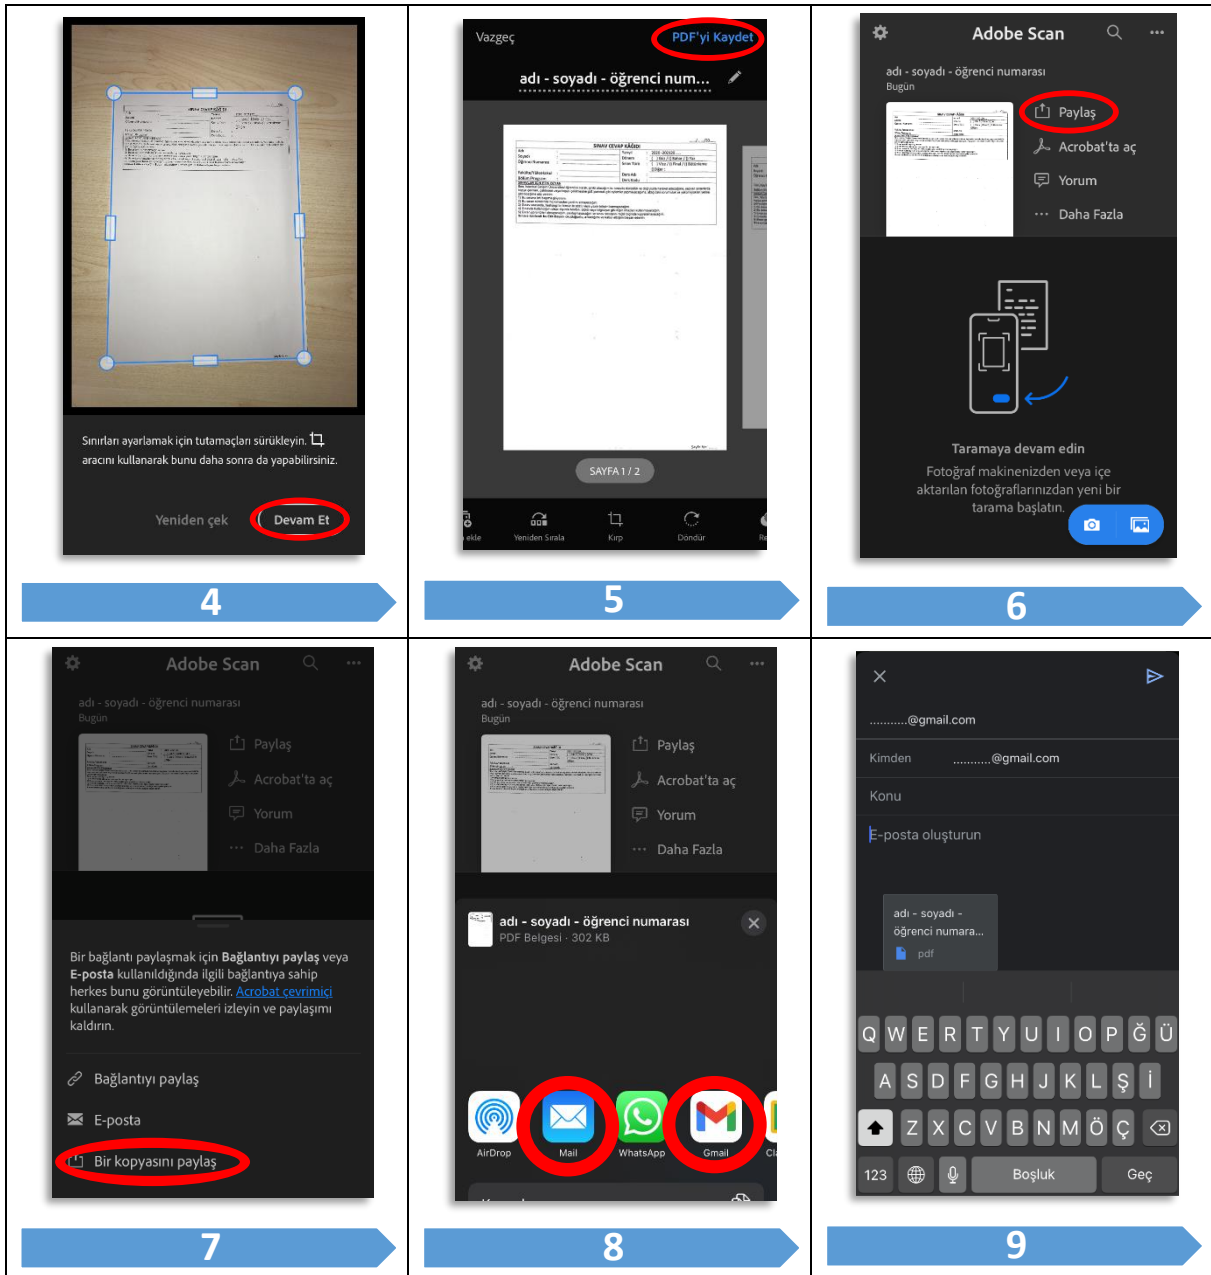 Sınırları ayarlamak için tutamaçları sürükleyin.
aracını kullanarak bunu daha sonra da yapabilirsiniz.
Yeniden çek
Devam Et
4
Vazgeç
PDF'yi Kaydet
adı - soyadı - öğrenci num...
SINAV CEVAP KÂĞIDI
SAYFA 1 / 2
ekle
Yeniden Sırala
Kırp
Döndür
Re
5
Adobe Scan
adı - soyadı - öğrenci numarası
Bugün
Paylaş
Acrobat'ta aç
Yorum
Daha Fazla
Taramaya devam edin
Fotoğraf makinenizden veya içe
aktarılan fotoğraflarınızdan yeni bir
tarama başlatın.
6
Adobe Scan
adı - soyadı - öğrenci numarası
Bugün
Paylaş
Acrobat'ta aç
Yorum
Daha Fazla
Bir bağlantı paylaşmak için Bağlantıyı paylaş veya
E-posta kullanıldığında ilgili bağlantıya sahip
herkes bunu görüntüleyebilir. Acrobat çevrimiçi
kullanarak görüntülemeleri izleyin ve paylaşımı
kaldırın.
Bağlantıyı paylaş
E-posta
Bir kopyasını paylaş
7
Adobe Scan
adı - soyadı - öğrenci numarası
Bugün
Paylaş
Acrobat'ta aç
Yorum
Daha Fazla
adı - soyadı - öğrenci numarası
PDF Belgesi · 302 KB
AirDrop
Mail
WhatsApp
Gmail
Cla
8
..........@gmail.com
Kimden ..........@gmail.com
Konu
E-posta oluşturun
adı - soyadı -
öğrenci numara...
pdf
Q W E R T Y U I O P Ğ Ü
A S D F G H J K L Ş İ
Z X C V B N M Ö Ç
123 Boşluk Geç
9